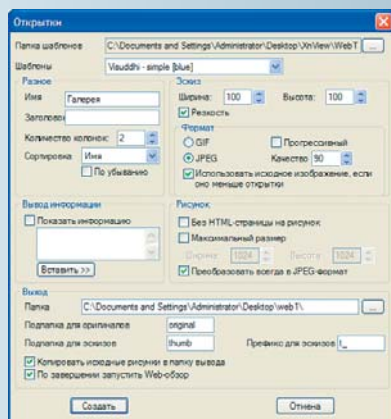 Открытки
Папка шаблонов C:\Documents and Settings\Administrator\Desktop\XnView\WebT ...
Шаблоны Visuddhi - simple [blue]
Разное
Имя Галерея
Заголовок
Количество колонок: 2
Сортировка Имя
По убыванию
Эскиз
Ширина: 100 Высота: 100
Резкость
Формат
GIF Прогрессивный
JPEG Качество 90
Использовать исходное изображение, если
оно меньше открытки
Вывод информации
Показать информацию
Вставить >>
Рисунок
Без HTML-страницы на рисунок
Максимальный размер
Ширина: 1024 Высота: 1024
Преобразовать всегда в JPEG-формат
Выход
Папка C:\Documents and Settings\Administrator\Desktop\web1\ ...
Подпапка для оригиналов original
Подпапка для эскизов thumb Префикс для эскизов t_
Копировать исходные рисунки в папку вывода
По завершении запустить Web-обзор
Создать Отмена